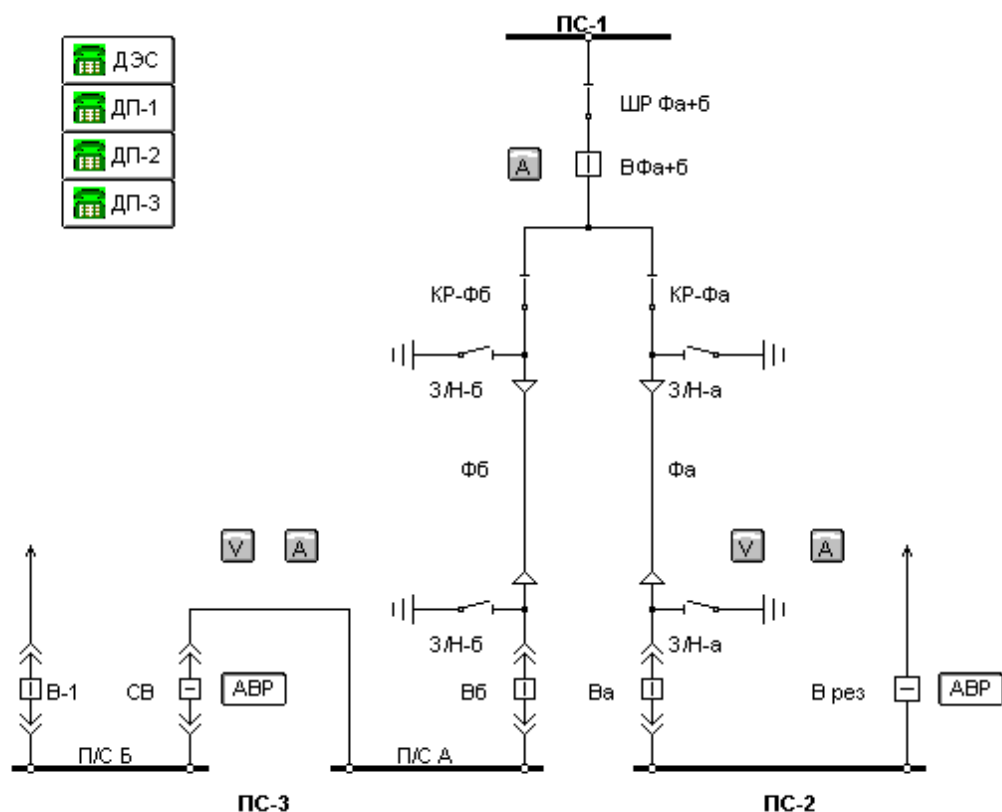 ПС-1
ДЭС
ДП-1
ДП-2
ДП-3
ШР Фа+б
А
ВФа+б
КР-Фб
КР-Фа
З/Н-б
З/Н-а
Фб
Фа
V
А
V
А
З/Н-б
З/Н-а
В-1
СВ
АВР
Вб
Ва
В рез
АВР
П/С Б
П/С А
ПС-3
ПС-2